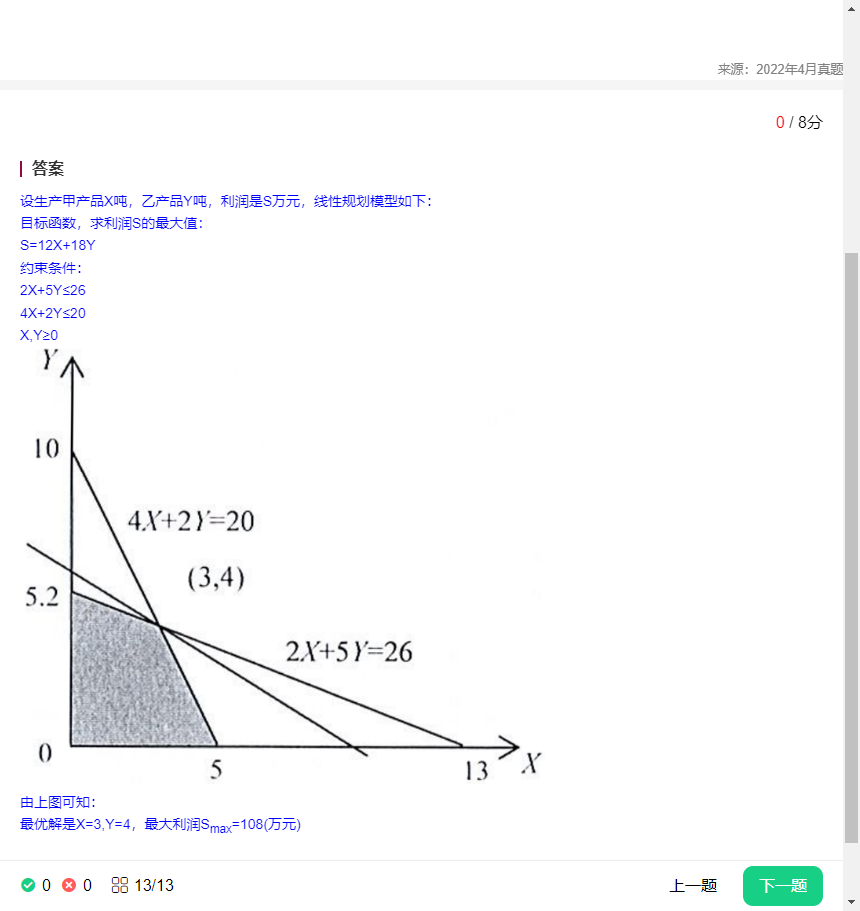 来源：2022年4月真题
0 / 8分
答案
设生产甲产品X吨，乙产品Y吨，利润是S万元，线性规划模型如下：
目标函数，求利润S的最大值：
S=12X+18Y
约束条件：
2X+5Y≤26
4X+2Y≤20
X,Y≥0
Y
10
4X+2Y=20
(3,4)
5.2
2X+5Y=26
0
5
13
X
由上图可知：
最优解是X=3,Y=4，最大利润Smax=108(万元)
0 0 13/13 上一题 下一题